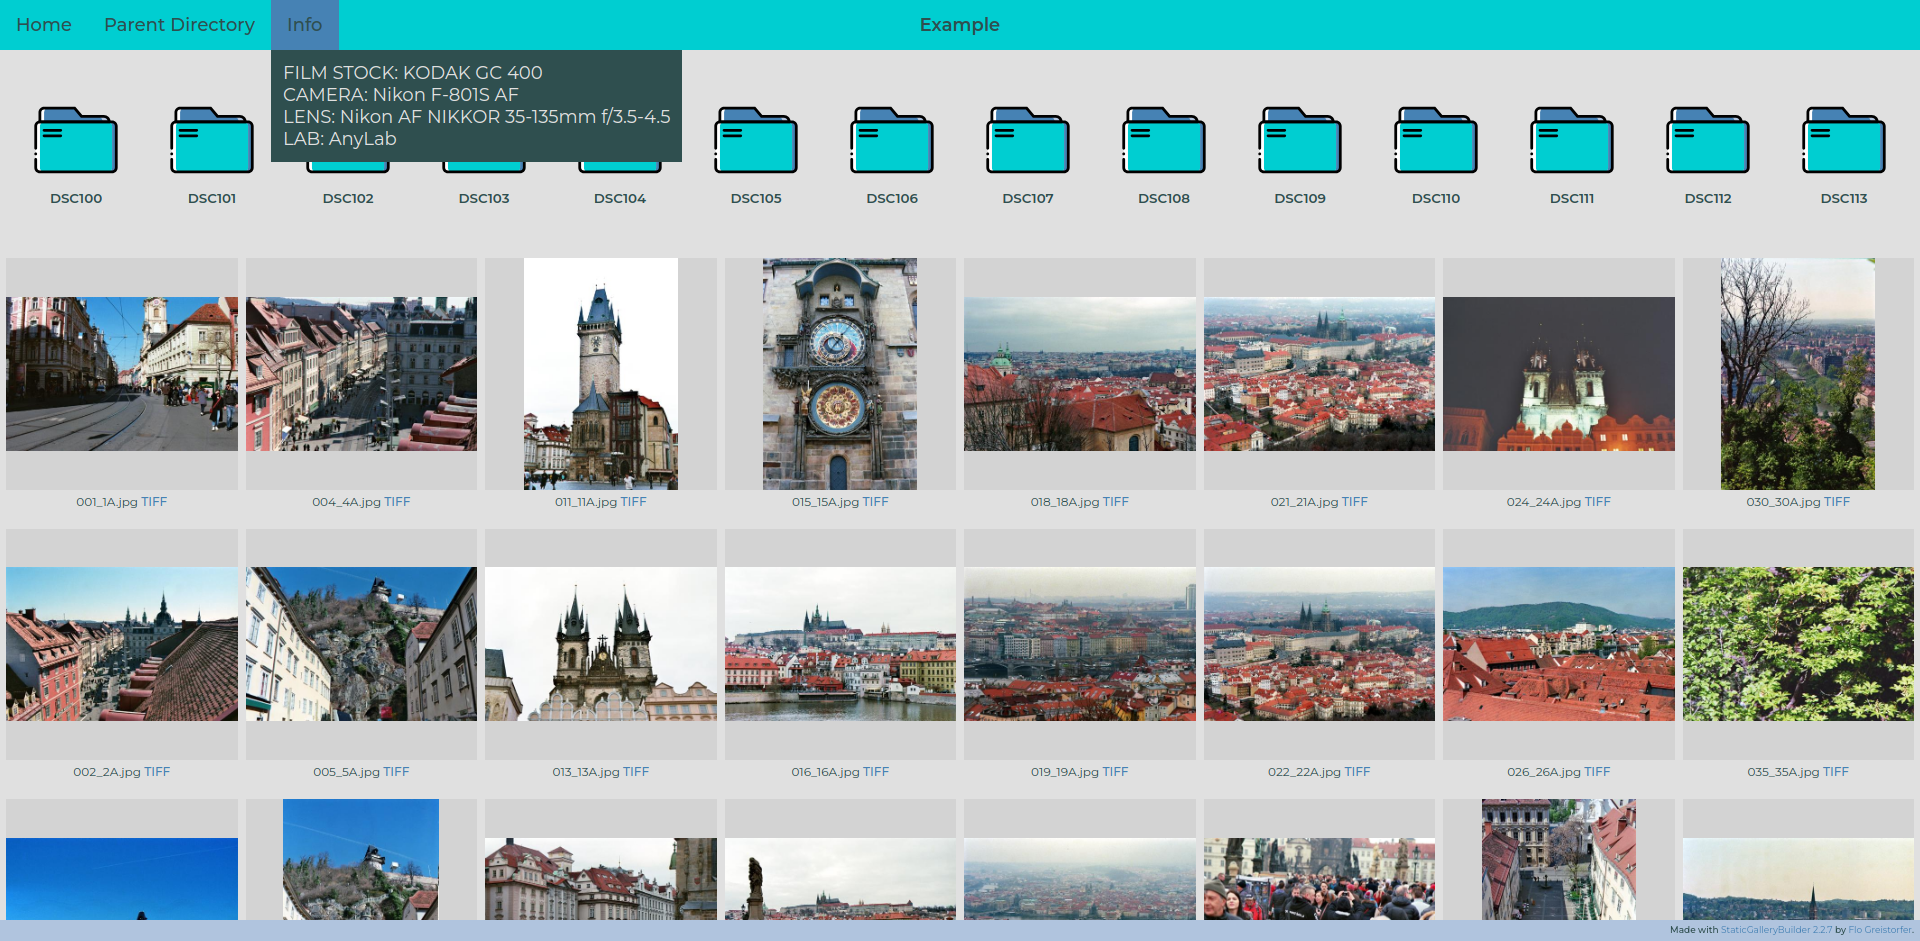 Home Parent Directory Info Example
FILM STOCK: KODAK GC 400
CAMERA: Nikon F-801S AF
LENS: Nikon AF NIKKOR 35-135mm f/3.5-4.5
LAB: AnyLab
DSC100 DSC101 DSC102 DSC103 DSC104 DSC105 DSC106 DSC107 DSC108 DSC109 DSC110 DSC111 DSC112 DSC113
001_1A.jpg TIFF 004_4A.jpg TIFF 011_11A.jpg TIFF 015_15A.jpg TIFF 018_18A.jpg TIFF 021_21A.jpg TIFF 024_24A.jpg TIFF 030_30A.jpg TIFF
002_2A.jpg TIFF 005_5A.jpg TIFF 013_13A.jpg TIFF 016_16A.jpg TIFF 019_19A.jpg TIFF 022_22A.jpg TIFF 026_26A.jpg TIFF 035_35A.jpg TIFF
Made with StaticGalleryBuilder 2.2.7 by Flo Greistorfer.